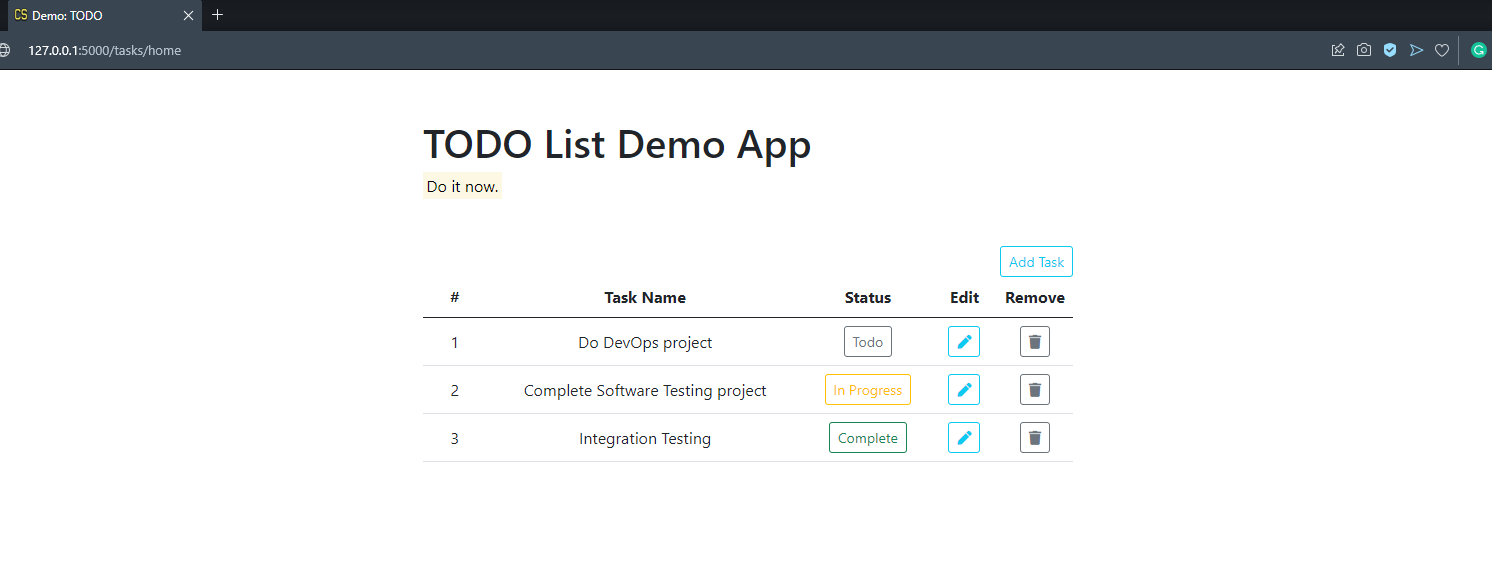 CS Demo: TODO
127.0.0.1:5000/tasks/home
TODO List Demo App
Do it now.
Add Task
# Task Name Status Edit Remove
1 Do DevOps project Todo
2 Complete Software Testing project In Progress
3 Integration Testing Complete